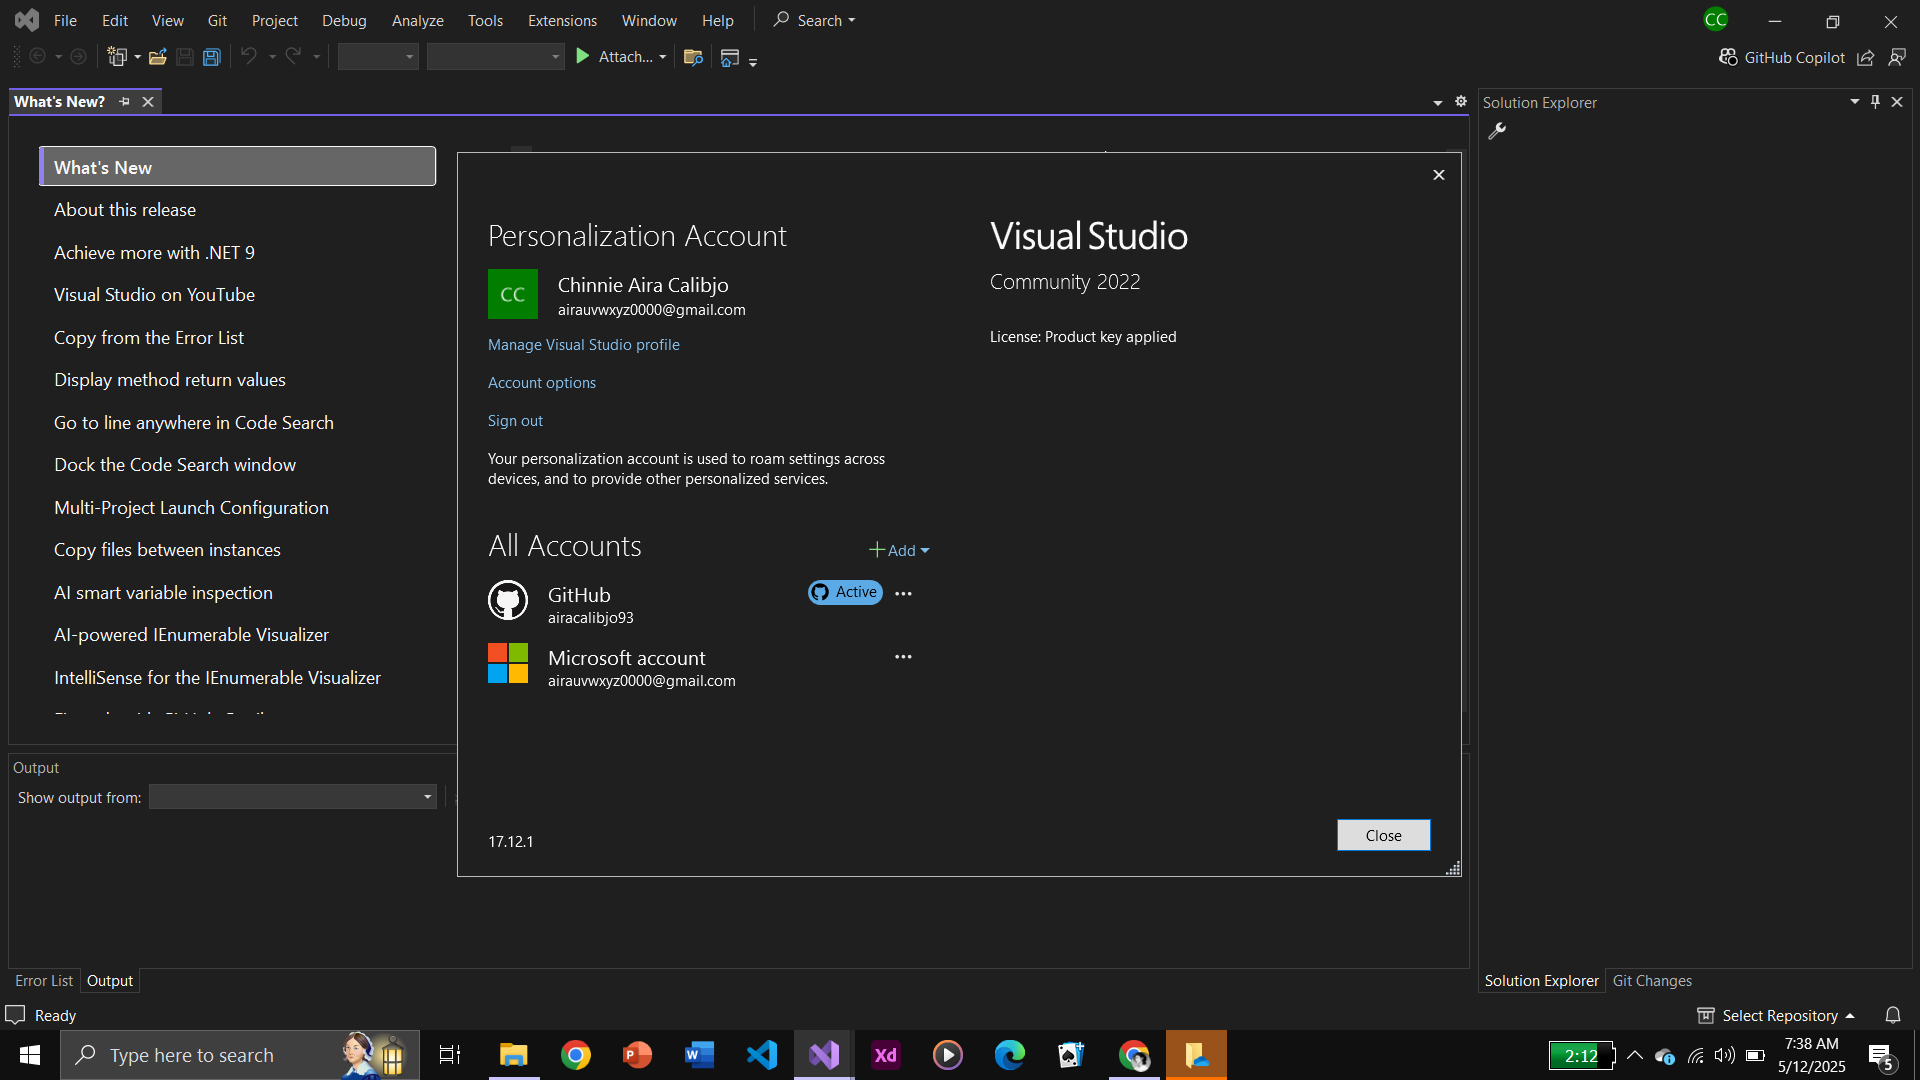 File Edit View Git Project Debug Analyze Tools Extensions Window Help Search CC
Attach... GitHub Copilot
What's New?
Solution Explorer
What's New
About this release
Achieve more with .NET 9
Visual Studio on YouTube
Copy from the Error List
Display method return values
Go to line anywhere in Code Search
Dock the Code Search window
Multi-Project Launch Configuration
Copy files between instances
AI smart variable inspection
AI-powered IEnumerable Visualizer
IntelliSense for the IEnumerable Visualizer
Personalization Account
CC
Chinnie Aira Calibjo
airauvwxyz0000@gmail.com
Manage Visual Studio profile
Account options
Sign out
Your personalization account is used to roam settings across
devices, and to provide other personalized services.
All Accounts
Add
GitHub
Active
airacalibjo93
Microsoft account
airauvwxyz0000@gmail.com
17.12.1
Visual Studio
Community 2022
License: Product key applied
Close
Output
Show output from:
Error List Output
Solution Explorer Git Changes
Ready
Select Repository
Type here to search
Xd
2:12
7:38 AM
5/12/2025
5